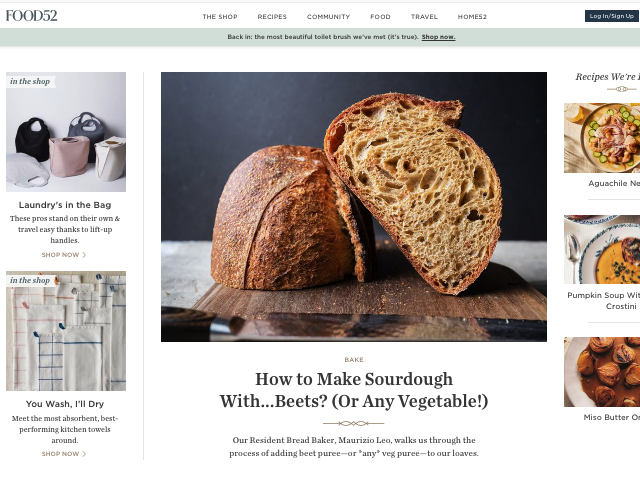 FOOD52
THE SHOP
RECIPES
COMMUNITY
FOOD
TRAVEL
HOME52
Log In/Sign Up
Back in: the most beautiful toilet brush we've met (it's true). Shop now.
in the shop
Laundry's in the Bag
These pros stand on their own &
travel easy thanks to lift-up
handles.
SHOP NOW
in the shop
You Wash, I'll Dry
Meet the most absorbent, best-
performing kitchen towels
around.
SHOP NOW
BAKE
How to Make Sourdough
With...Beets? (Or Any Vegetable!)
Our Resident Bread Baker, Maurizio Leo, walks us through the
process of adding beet puree—or *any* veg puree—to our loaves.
Recipes We're
Aguachile Ne
Pumpkin Soup Wit
Crostini
Miso Butter On